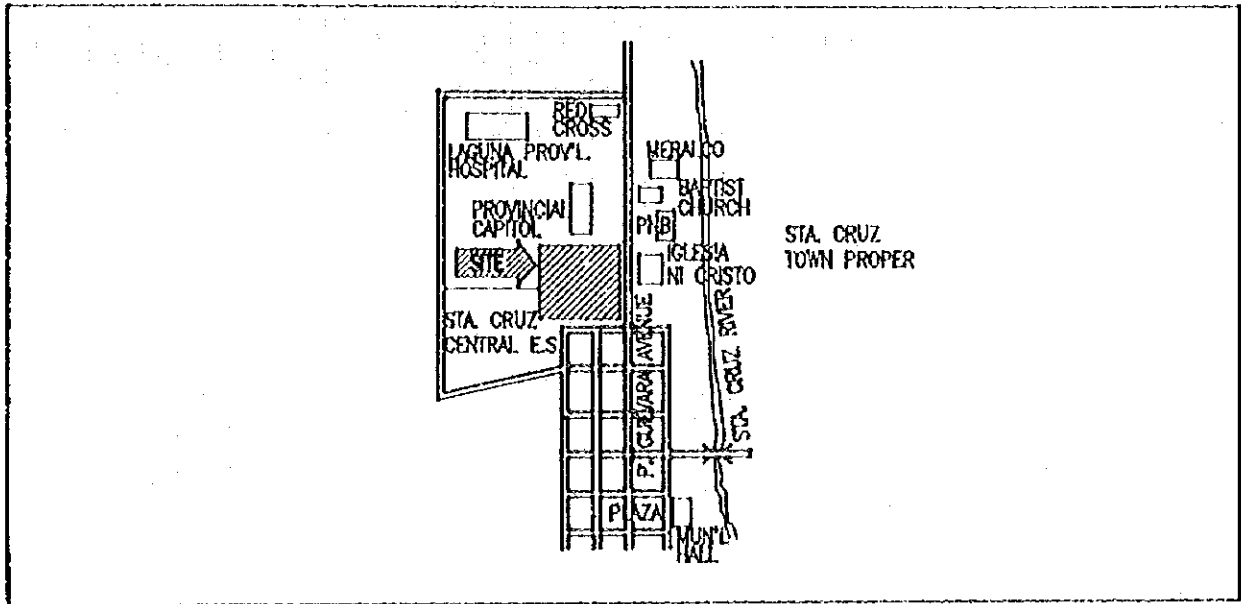 RED
CROSS
LAGUNA PROV'L.
HOSPITAL
MERALCO
BAPTIST
CHURCH
PROVINCIAL
CAPITOL
PNB
SITE
IGLESIA
NI CRISTO
STA. CRUZ
TOWN PROPER
STA. CRUZ
CENTRAL E.S
P. GUEVARA AVENUE
STA. CRUZ RIVER
PLAZA
MUN'L
HALL